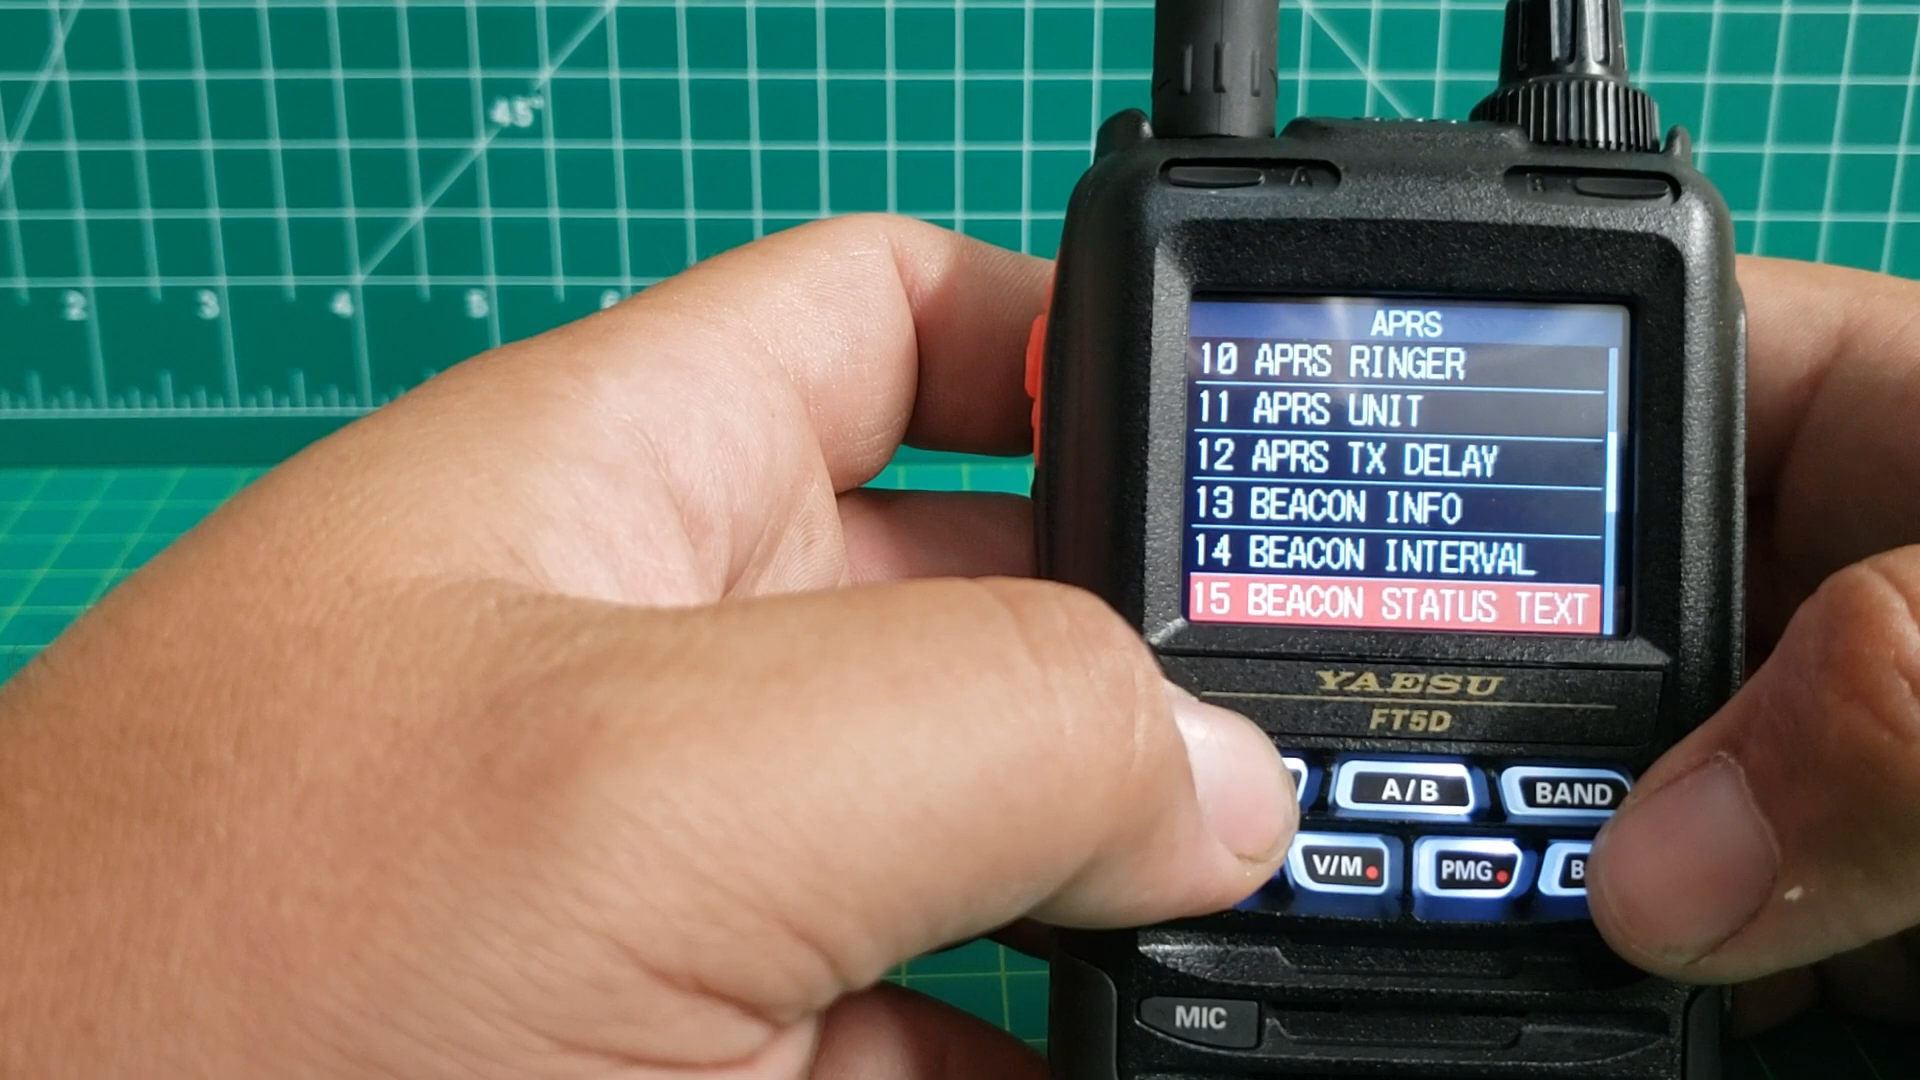 45°
2 3 4 5 6
A B
APRS
10 APRS RINGER
11 APRS UNIT
12 APRS TX DELAY
13 BEACON INFO
14 BEACON INTERVAL
15 BEACON STATUS TEXT
YAESU
FT5D
A/B BAND
V/M PMG
MIC